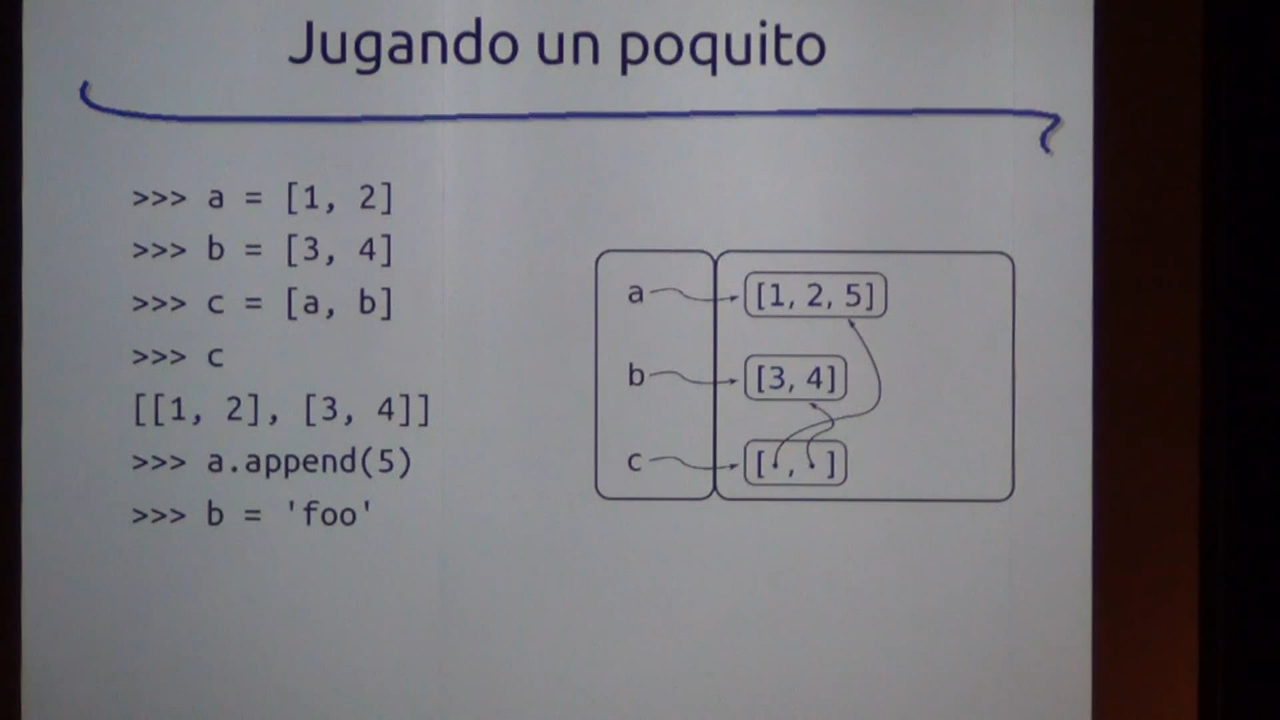 Jugando un poquito
>>> a = [1, 2]
>>> b = [3, 4]
>>> c = [a, b]
>>> c
[[1, 2], [3, 4]]
>>> a.append(5)
>>> b = 'foo'
a [1, 2, 5]
b [3, 4]
c [ , ]